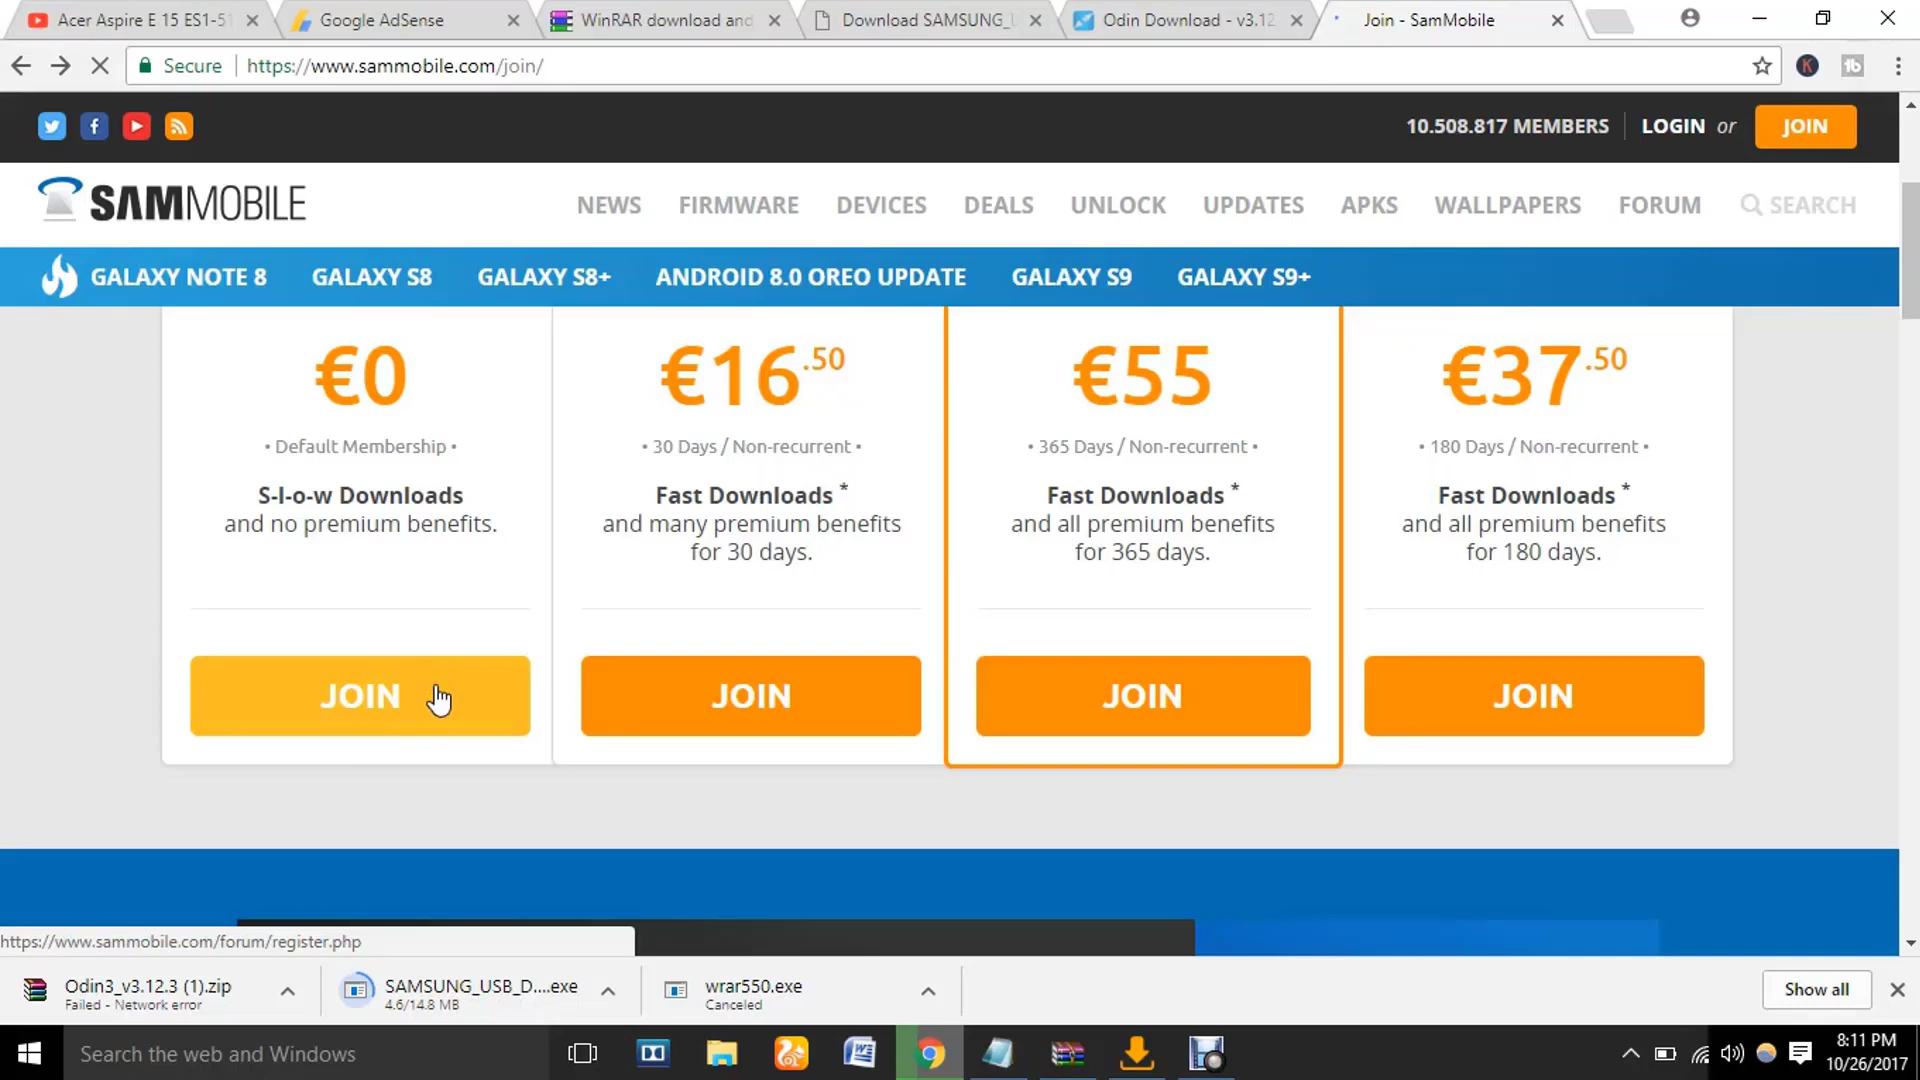 Acer Aspire E 15 ES1-51
Google AdSense
WinRAR download and
Download SAMSUNG_U
Odin Download - v3.12
Join - SamMobile
Secure
https://www.sammobile.com/join/
10.508.817 MEMBERS
LOGIN or
JOIN
SAMMOBILE
NEWS
FIRMWARE
DEVICES
DEALS
UNLOCK
UPDATES
APKS
WALLPAPERS
FORUM
SEARCH
GALAXY NOTE 8
GALAXY S8
GALAXY S8+
ANDROID 8.0 OREO UPDATE
GALAXY S9
GALAXY S9+
€0
• Default Membership •
S-l-o-w Downloads
and no premium benefits.
JOIN
€16.50
• 30 Days / Non-recurrent •
Fast Downloads *
and many premium benefits
for 30 days.
JOIN
€55
• 365 Days / Non-recurrent •
Fast Downloads *
and all premium benefits
for 365 days.
JOIN
€37.50
• 180 Days / Non-recurrent •
Fast Downloads *
and all premium benefits
for 180 days.
JOIN
https://www.sammobile.com/forum/register.php
Odin3_v3.12.3 (1).zip
Failed - Network error
SAMSUNG_USB_D....exe
4.6/14.8 MB
wrar550.exe
Canceled
Show all
Search the web and Windows
8:11 PM
10/26/2017